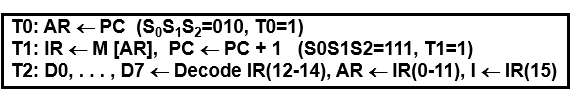 T0: AR ← PC (S₀S₁S₂=010, T0=1)
T1: IR ← M [AR], PC ← PC + 1 (S0S1S2=111, T1=1)
T2: D0, . . . , D7 ← Decode IR(12-14), AR ← IR(0-11), I ← IR(15)